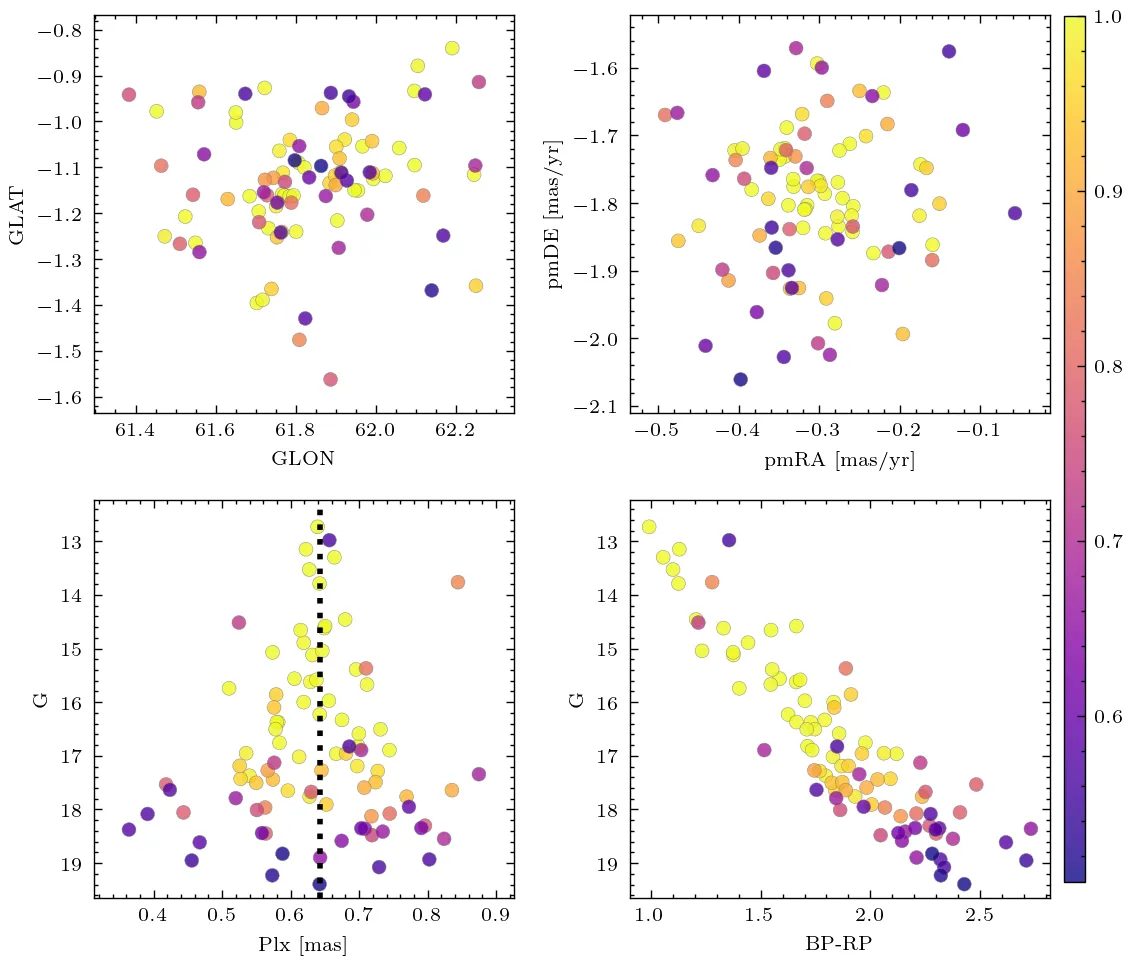 −0.8
−0.9
−1.0
−1.1
−1.2
−1.3
−1.4
−1.5
−1.6
GLAT
61.4 61.6 61.8 62.0 62.2
GLON
−1.6
−1.7
−1.8
−1.9
−2.0
−2.1
pmDE [mas/yr]
−0.5 −0.4 −0.3 −0.2 −0.1
pmRA [mas/yr]
1.0
0.9
0.8
0.7
0.6
13
14
15
16
17
18
19
G
0.4 0.5 0.6 0.7 0.8 0.9
Plx [mas]
13
14
15
16
17
18
19
G
1.0 1.5 2.0 2.5
BP-RP